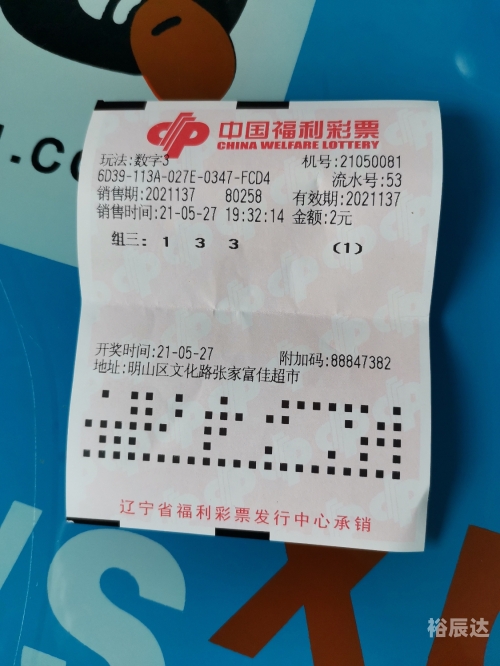 .com
中国福利彩票
CHINA WELFARE LOTTERY
玩法:数字3 机号:21050081
6D39-113A-027E-0347-FCD4 流水号:53
销售期:2021137 80258 有效期:2021137
销售时间:21-05-27 19:32:14 金额:2元
组三: 1 3 3 (1)
开奖时间:21-05-27 附加码:88847382
地址:明山区文化路张家富佳超市
辽宁省福利彩票发行中心承销
裕辰达